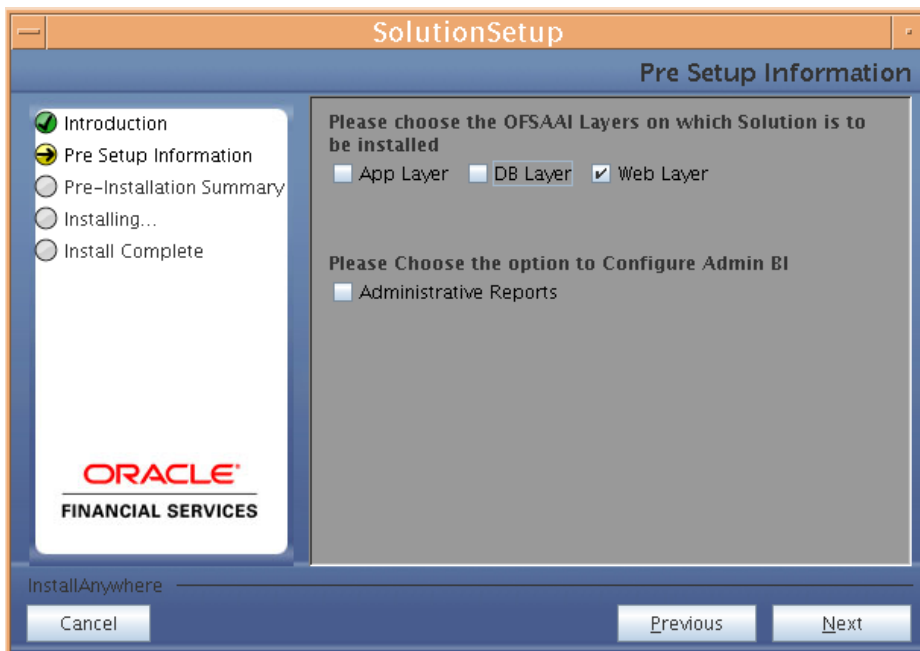 SolutionSetup
Pre Setup Information
Introduction
Pre Setup Information
Pre-Installation Summary
Installing...
Install Complete
ORACLE
FINANCIAL SERVICES
Please choose the OFSAAI Layers on which Solution is to
be installed
App Layer DB Layer Web Layer
Please Choose the option to Configure Admin BI
Administrative Reports
InstallAnywhere
Cancel Previous Next